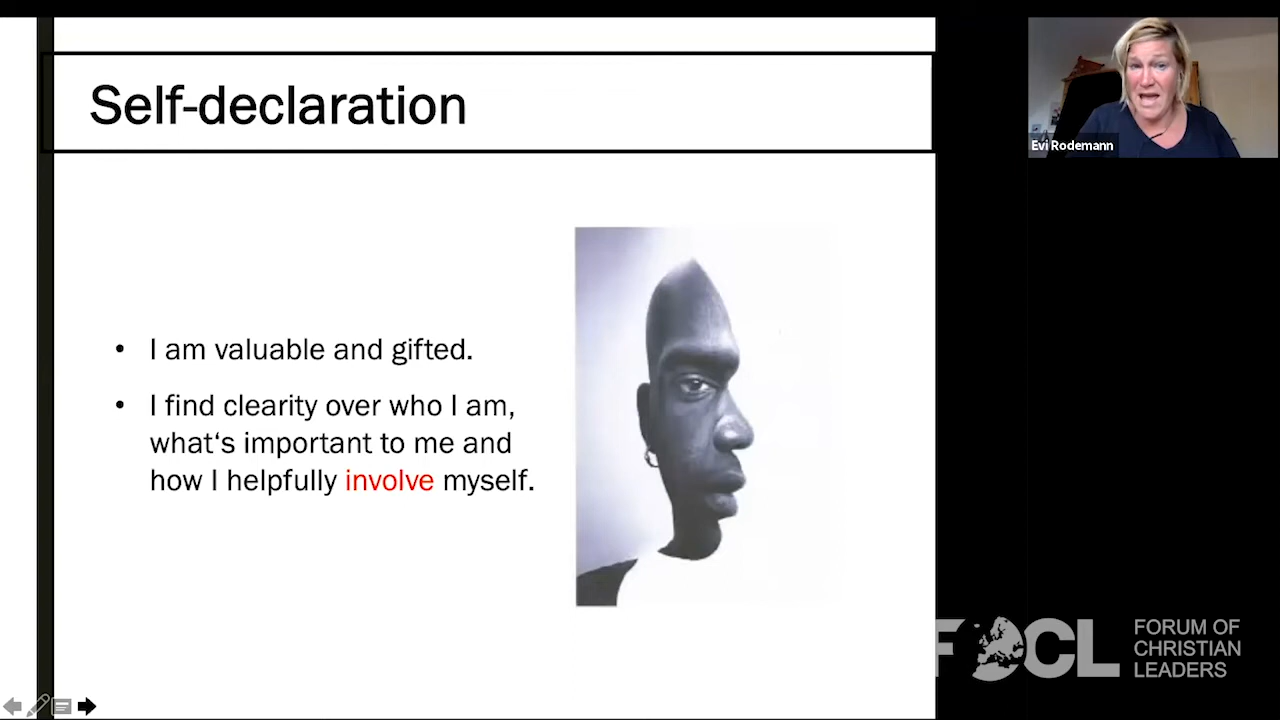 Self-declaration
• I am valuable and gifted.
• I find clearity over who I am,
what‘s important to me and
how I helpfully involve myself.
Evi Rodemann
FOCL
FORUM OF
CHRISTIAN
LEADERS